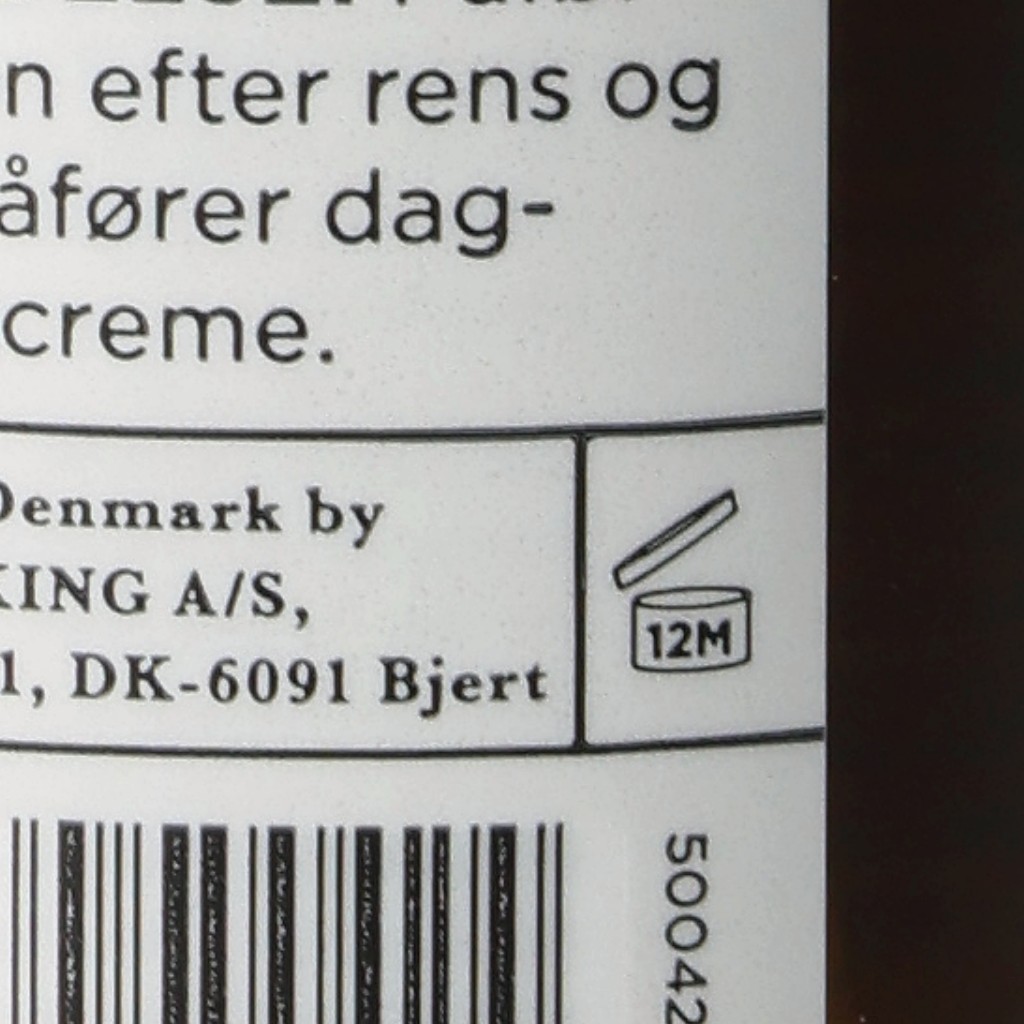 n efter rens og
åfører dag-
creme.
Denmark by
KING A/S,
1, DK-6091 Bjert
12M
50042